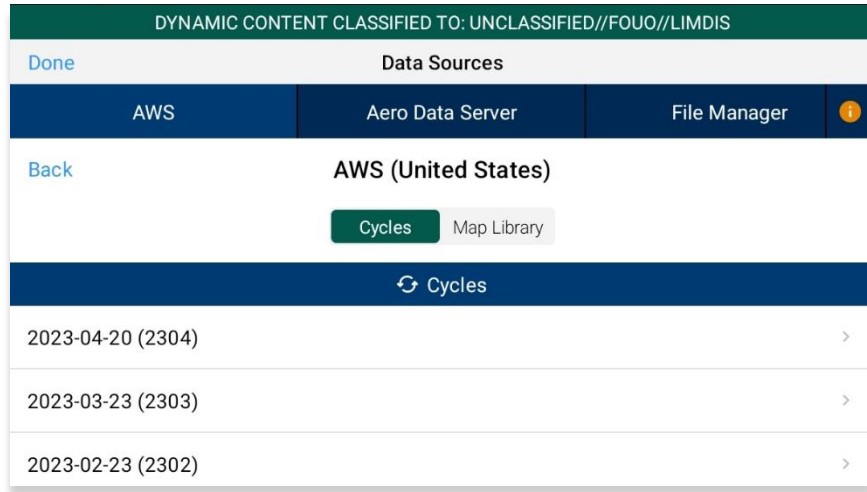 DYNAMIC CONTENT CLASSIFIED TO: UNCLASSIFIED//FOUO//LIMDIS
Done Data Sources
AWS Aero Data Server File Manager
Back AWS (United States)
Cycles Map Library
Cycles
2023-04-20 (2304)
2023-03-23 (2303)
2023-02-23 (2302)